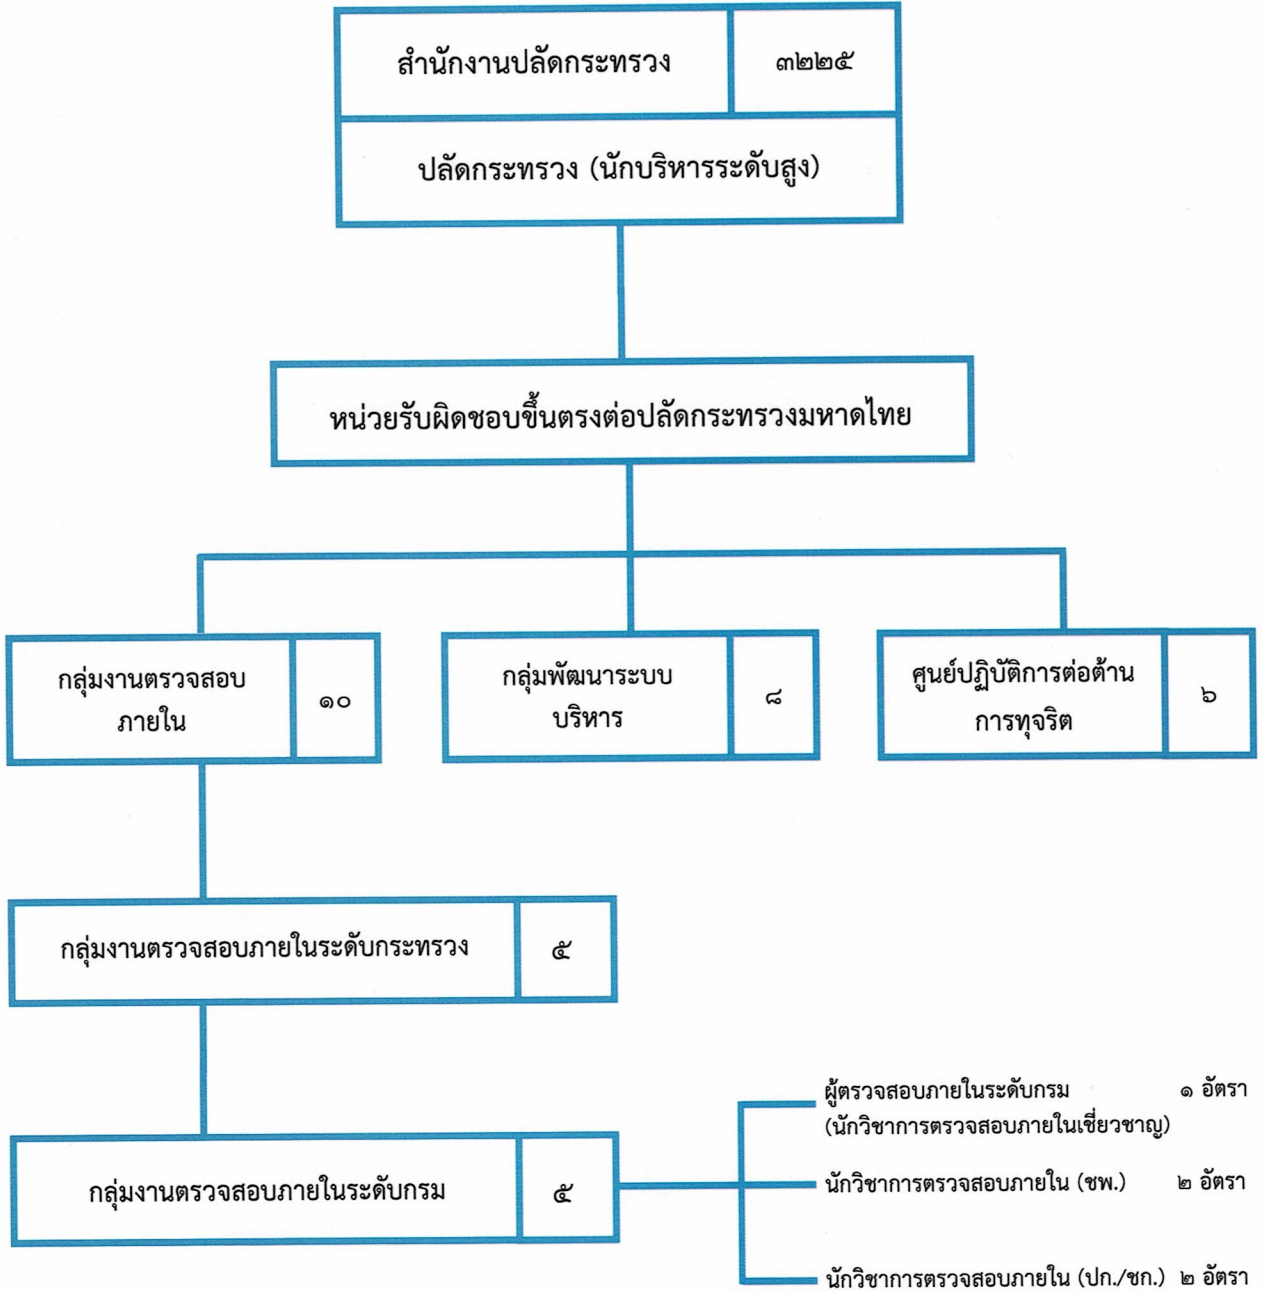 สำนักงานปลัดกระทรวง ๓๒๒๕
ปลัดกระทรวง (นักบริหารระดับสูง)
หน่วยรับผิดชอบขึ้นตรงต่อปลัดกระทรวงมหาดไทย
กลุ่มงานตรวจสอบ
ภายใน
๑๐
กลุ่มพัฒนาระบบ
บริหาร
๘
ศูนย์ปฏิบัติการต่อต้าน
การทุจริต
๖
กลุ่มงานตรวจสอบภายในระดับกระทรวง ๕
กลุ่มงานตรวจสอบภายในระดับกรม ๕
ผู้ตรวจสอบภายในระดับกรม ๑ อัตรา
(นักวิชาการตรวจสอบภายในเชี่ยวชาญ)
นักวิชาการตรวจสอบภายใน (ชพ.) ๒ อัตรา
นักวิชาการตรวจสอบภายใน (ปก./ชก.) ๒ อัตรา